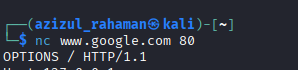 ┌──(azizul_rahaman㉿kali)-[~]
└─$ nc www.google.com 80
OPTIONS / HTTP/1.1